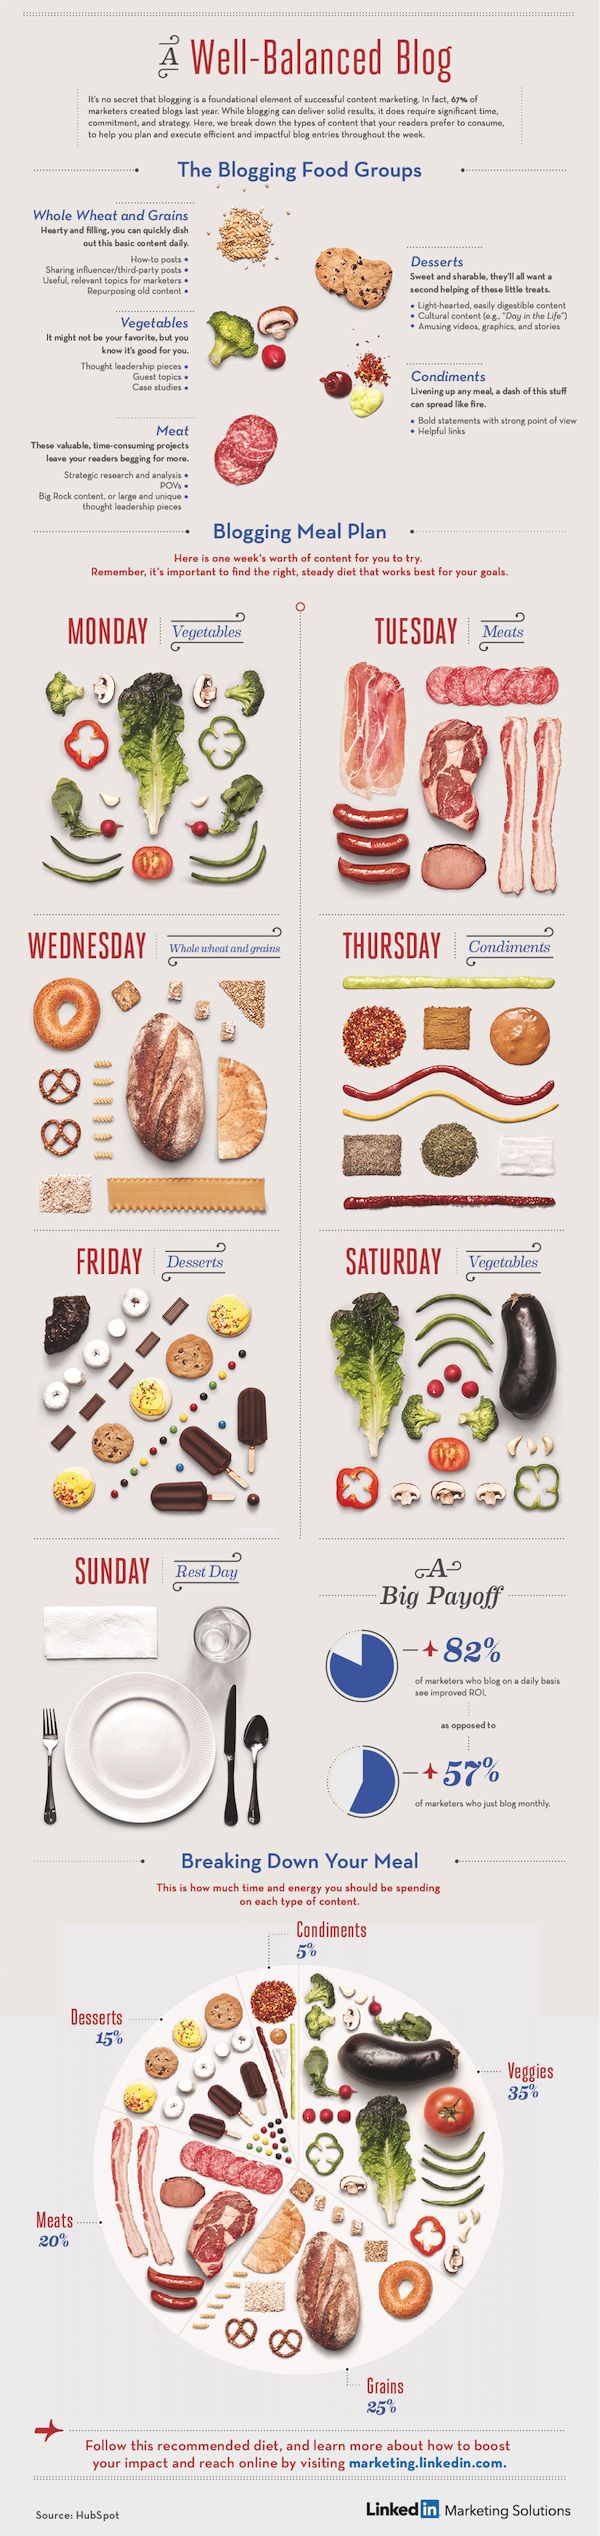 A Well-Balanced Blog
It's no secret that blogging is a foundational element of successful content marketing. In fact, 67% of
marketers created blogs last year. While blogging can deliver solid results, it does require significant time,
commitment, and strategy. Here, we break down the types of content that your readers prefer to consume,
to help you plan and execute efficient and impactful blog entries throughout the week.
The Blogging Food Groups
Whole Wheat and Grains
Hearty and filling, you can quickly dish
out this basic content daily.
How-to posts •
Sharing influencer/third-party posts •
Useful, relevant topics for marketers •
Repurposing old content •
Desserts
Sweet and sharable, they'll all want a
second helping of these little treats.
• Light-hearted, easily digestible content
• Cultural content (e.g., "Day in the Life")
• Amusing videos, graphics, and stories
Vegetables
It might not be your favorite, but you
know it's good for you.
Thought leadership pieces •
Guest topics •
Case studies •
Condiments
Livening up any meal, a dash of this stuff
can spread like fire.
• Bold statements with strong point of view
• Helpful links
Meat
These valuable, time-consuming projects
leave your readers begging for more.
Strategic research and analysis •
POVs •
Big Rock content, or large and unique •
thought leadership pieces
Blogging Meal Plan
Here is one week's worth of content for you to try.
Remember, it's important to find the right, steady diet that works best for your goals.
MONDAY Vegetables
TUESDAY Meats
WEDNESDAY Whole wheat and grains
THURSDAY Condiments
FRIDAY Desserts
SATURDAY Vegetables
SUNDAY Rest Day
A
Big Payoff
82%
of marketers who blog on a daily basis
see improved ROI,
as opposed to
57%
of marketers who just blog monthly.
Breaking Down Your Meal
This is how much time and energy you should be spending
on each type of content.
Condiments
5%
Desserts
15%
Veggies
35%
Meats
20%
Grains
25%
Follow this recommended diet, and learn more about how to boost
your impact and reach online by visiting marketing.linkedin.com.
Source: HubSpot
Linked in Marketing Solutions